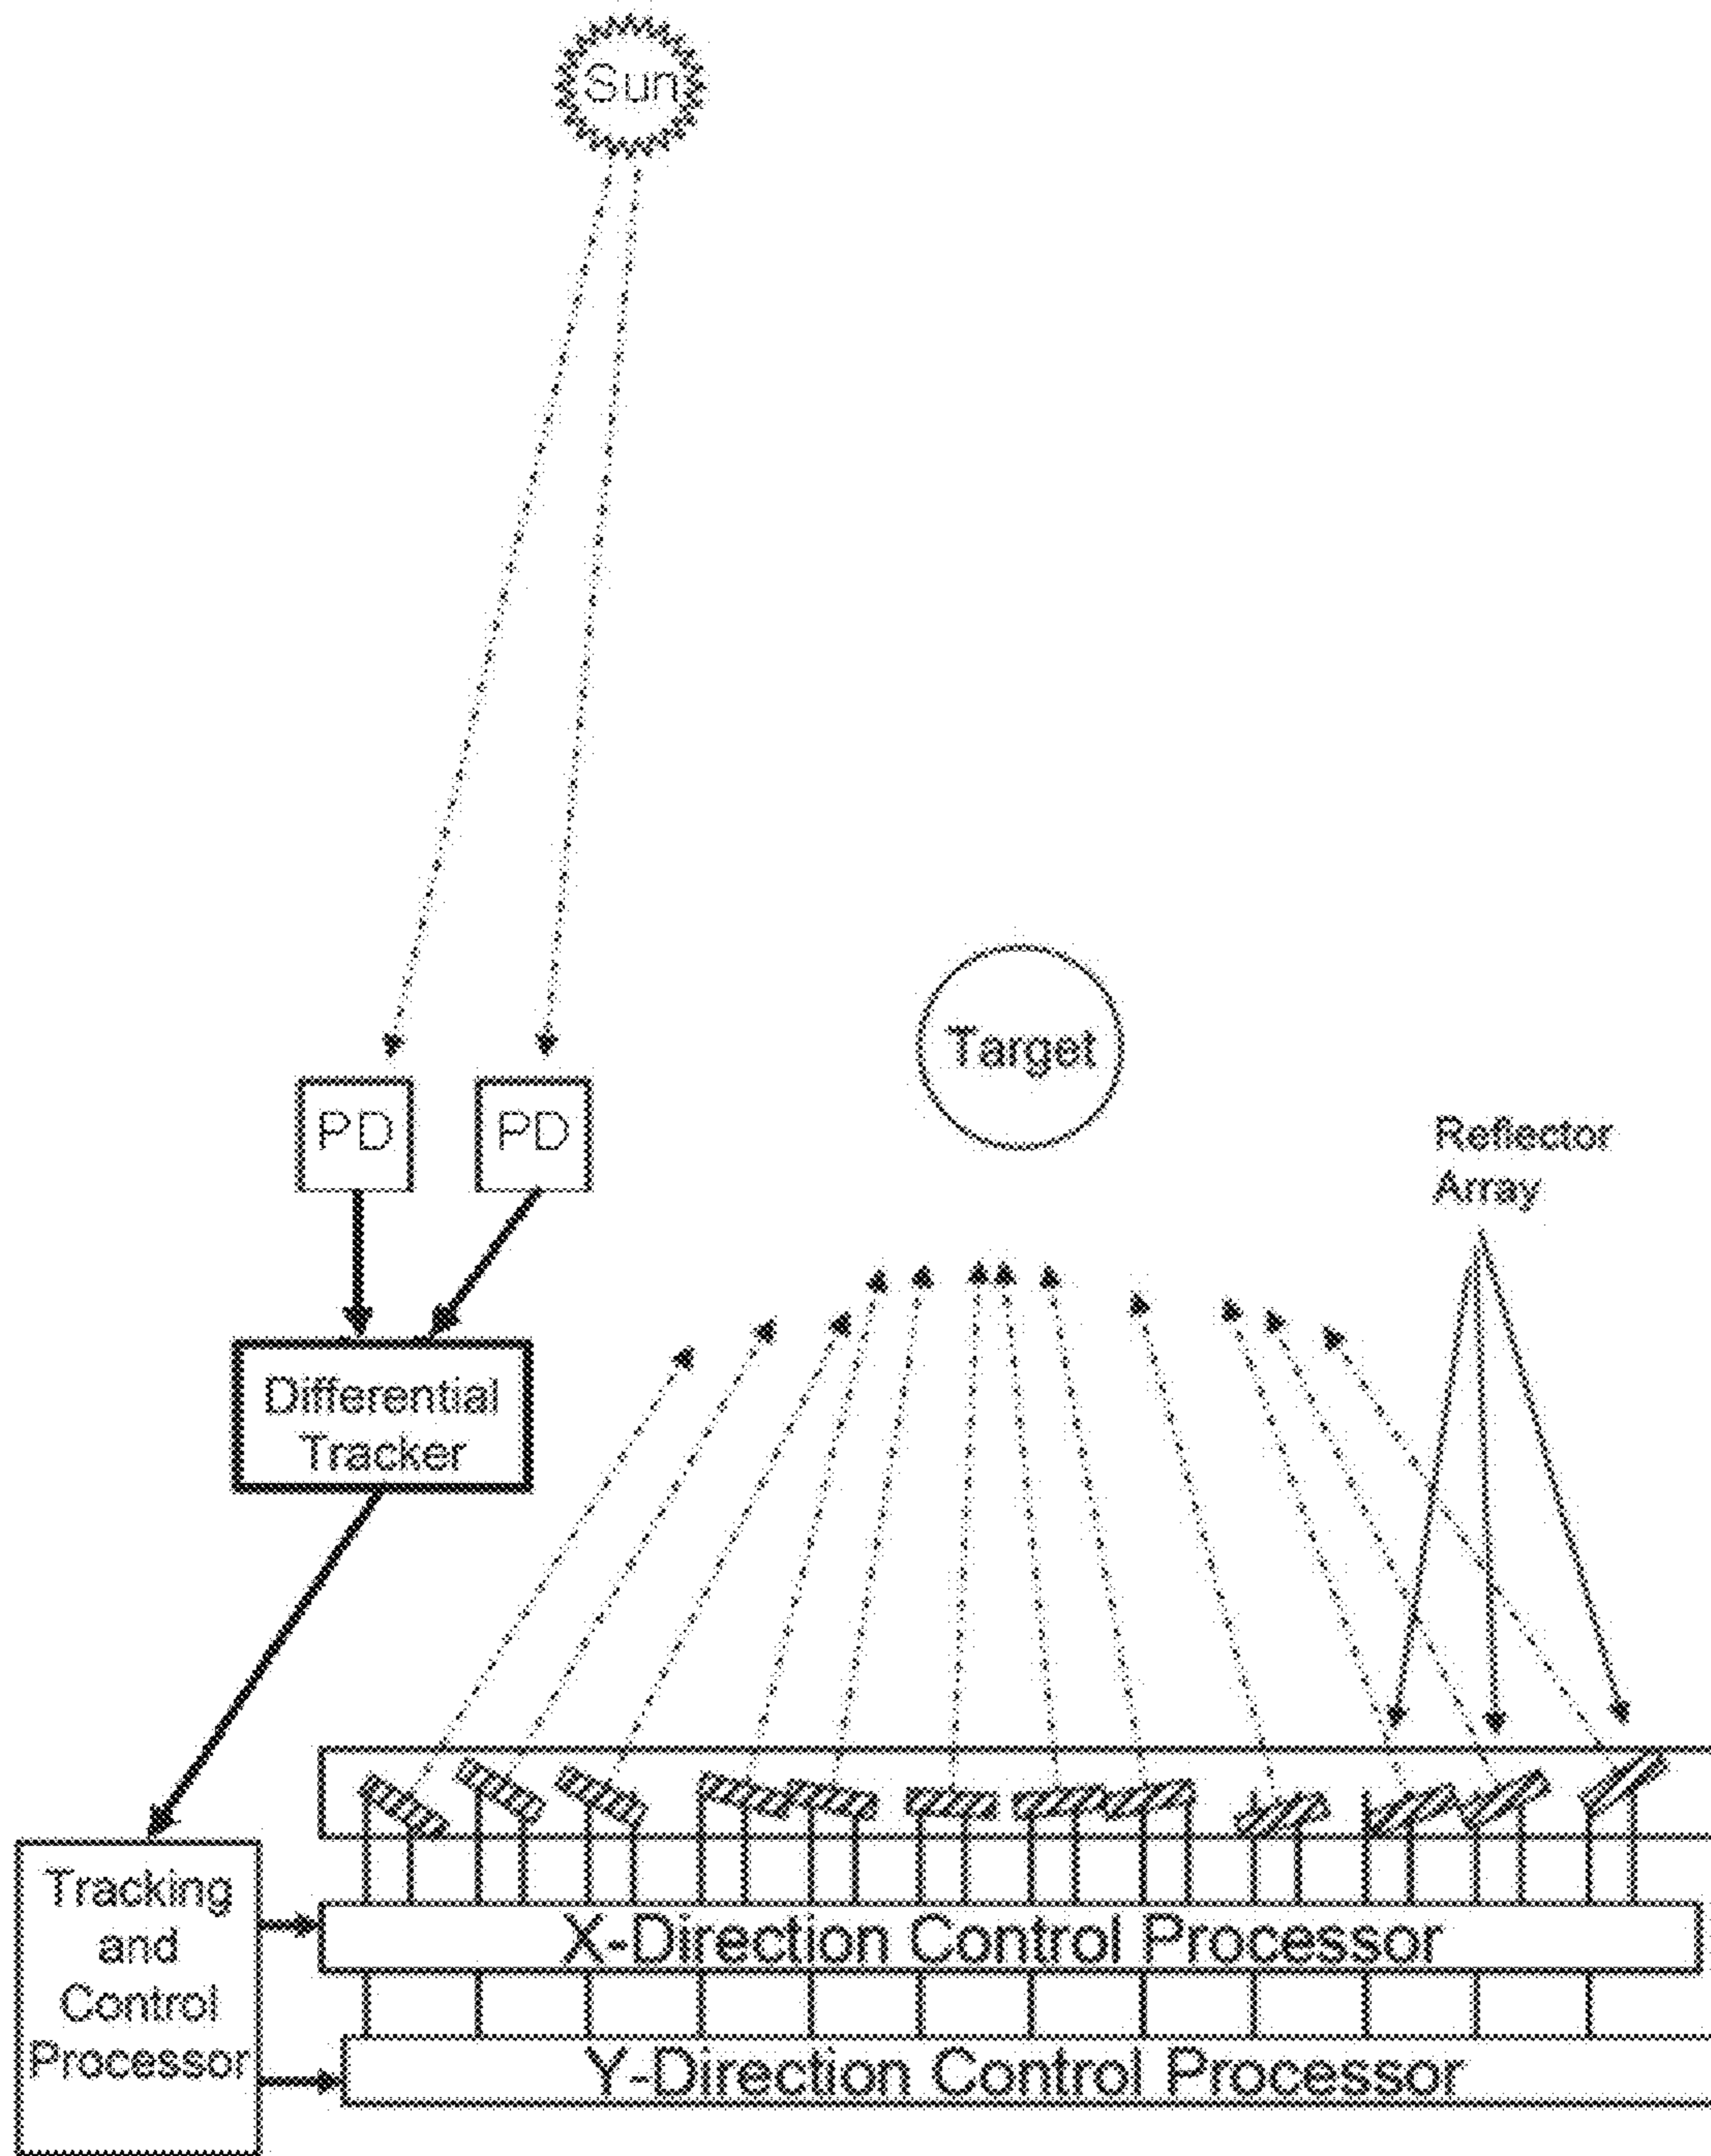 Sun
Target
PD
PD
Reflector
Array
Differential
Tracker
Tracking
and
Control
Processor
X-Direction Control Processor
Y-Direction Control Processor